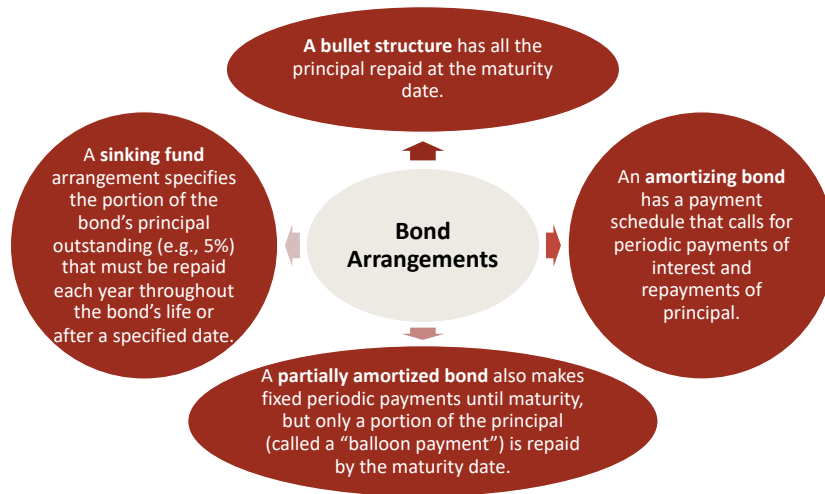 A bullet structure has all the
principal repaid at the maturity
date.
A sinking fund
arrangement specifies
the portion of the
bond's principal
outstanding (e.g., 5%)
that must be repaid
each year throughout
the bond's life or
after a specified date.
Bond
Arrangements
An amortizing bond
has a payment
schedule that calls for
periodic payments of
interest and
repayments of
principal.
A partially amortized bond also makes
fixed periodic payments until maturity,
but only a portion of the principal
(called a “balloon payment”) is repaid
by the maturity date.